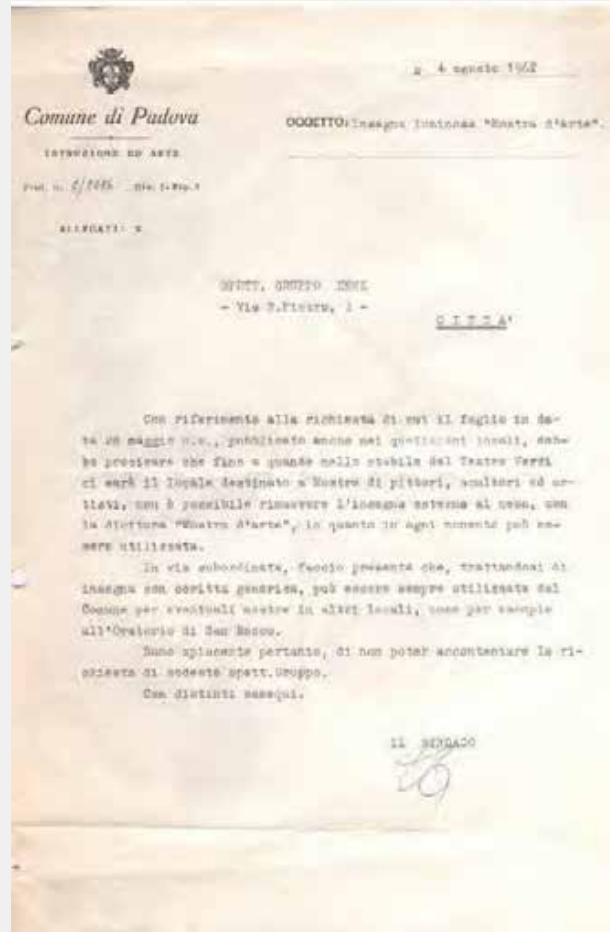 4 agosto 1962
Comune di Padova
OGGETTO: Insegna luminosa "Mostra d'Arte".
ISTRUZIONE ED ARTE
ALLEGATI: N.
SPETT. GRUPPO
- Via S.Pietro, 1 -
CITTA'
Con riferimento alla richiesta di cui il foglio in da-
ta 28 maggio u.s., pubblicato anche nei quotidiani locali, deb-
bo precisare che fino a quando nello stabile del Teatro Verdi
ci sarà il locale destinato a Mostre di pittori, scultori ed ar-
tisti, non è possibile rimuovere l'insegna esterna al con
la dicitura "Mostra d'arte", in quanto in ogni momento può es-
sere utilizzata.
In via subordinata, faccio presente che, trattandosi di
insegna con scritta generica, può essere sempre utilizzata dal
Comune per eventuali mostre in altri locali, come per esempio
all'Oratorio di San Rocco.
Sono spiacente pertanto, di non poter accontentare la ri-
chiesta di codesto spett.Gruppo.
Con distinti ossequi.
IL SINDACO